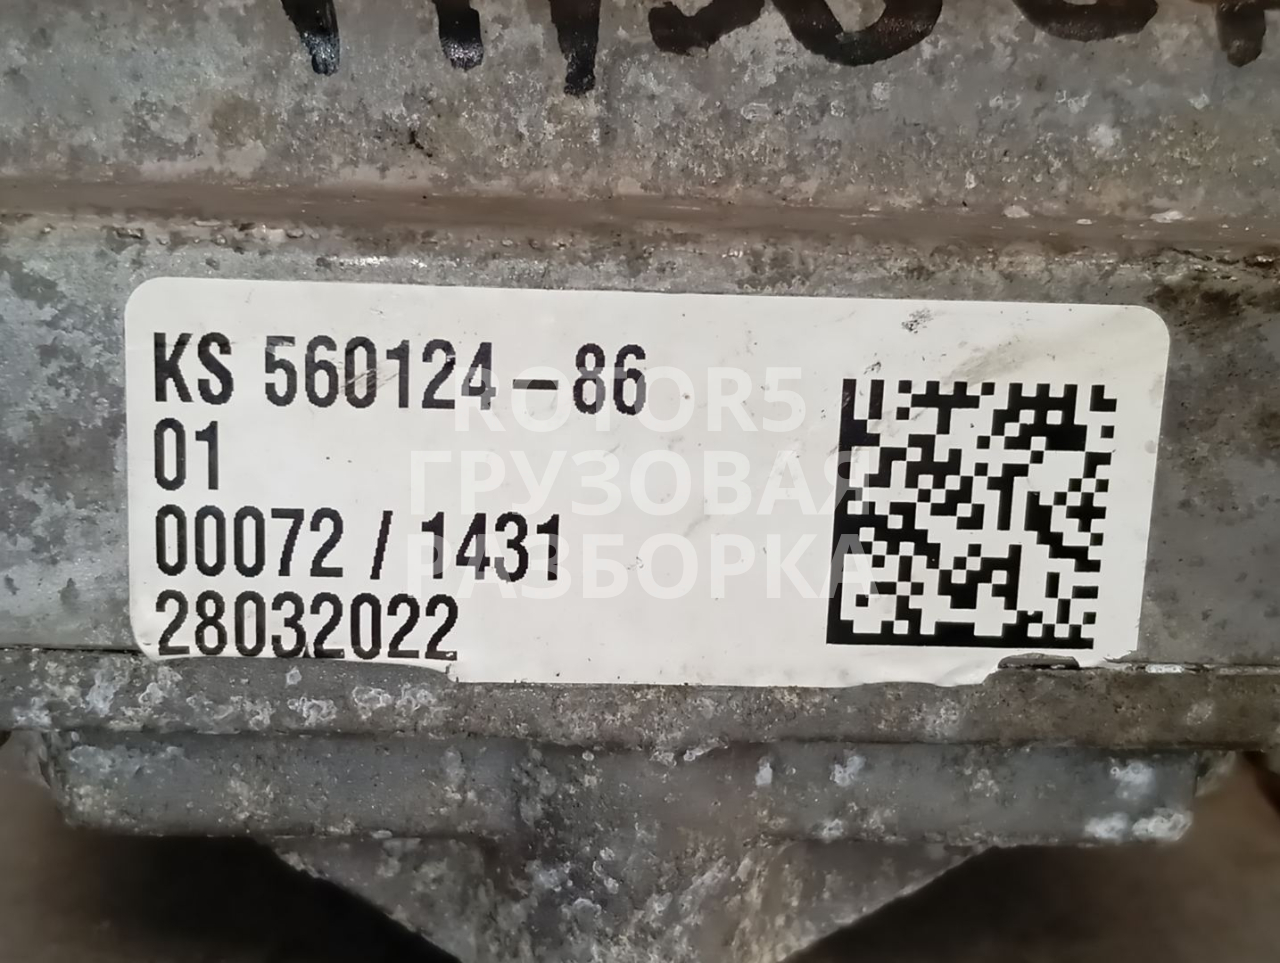 KS 560124-86
01
00072 / 1431
28032022
ROTOR5
ГРУЗОВАЯ
РАЗБОРКА